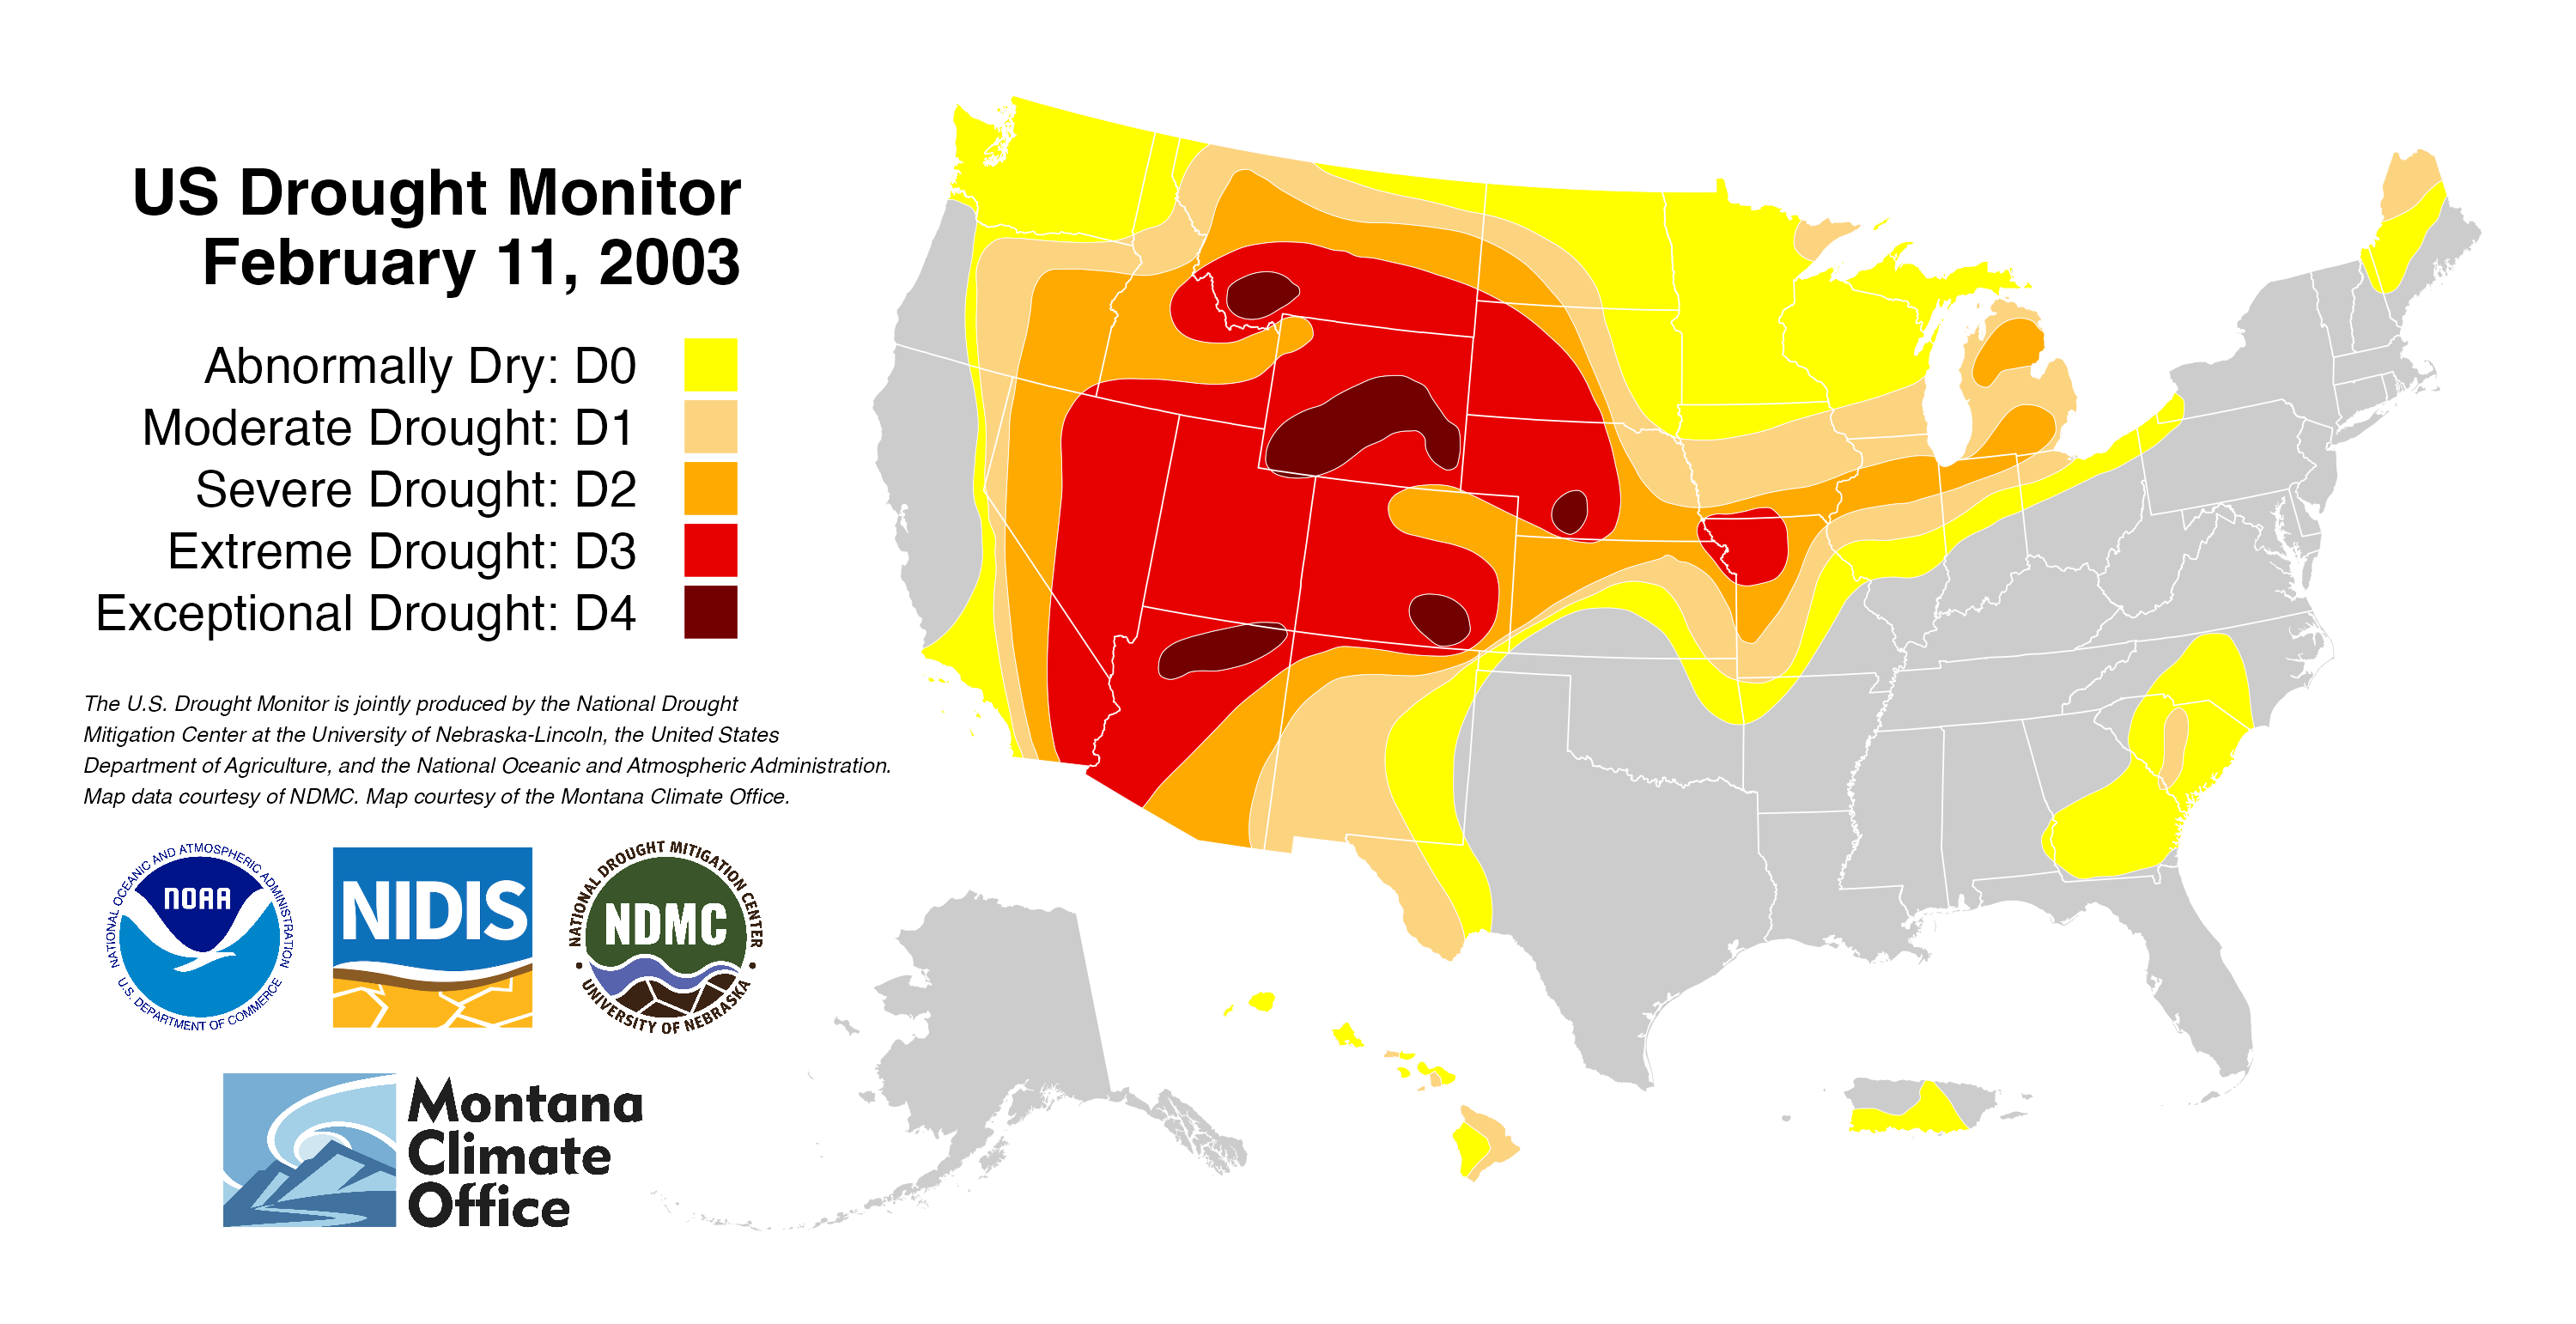 US Drought Monitor
February 11, 2003
Abnormally Dry: D0
Moderate Drought: D1
Severe Drought: D2
Extreme Drought: D3
Exceptional Drought: D4
The U.S. Drought Monitor is jointly produced by the National Drought
Mitigation Center at the University of Nebraska-Lincoln, the United States
Department of Agriculture, and the National Oceanic and Atmospheric Administration.
Map data courtesy of NDMC. Map courtesy of the Montana Climate Office.
NATIONAL OCEANIC AND ATMOSPHERIC ADMINISTRATION
NOAA
U.S. DEPARTMENT OF COMMERCE
NIDIS
NATIONAL DROUGHT MITIGATION CENTER
NDMC
UNIVERSITY OF NEBRASKA
Montana
Climate
Office